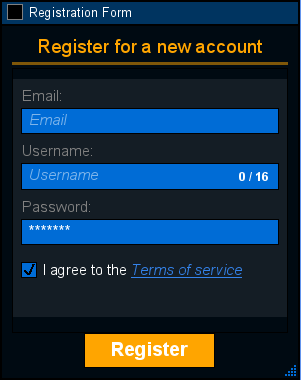 Registration Form
Register for a new account
Email:
Email
Username:
Username 0 / 16
Password:
*******
I agree to the Terms of service
Register